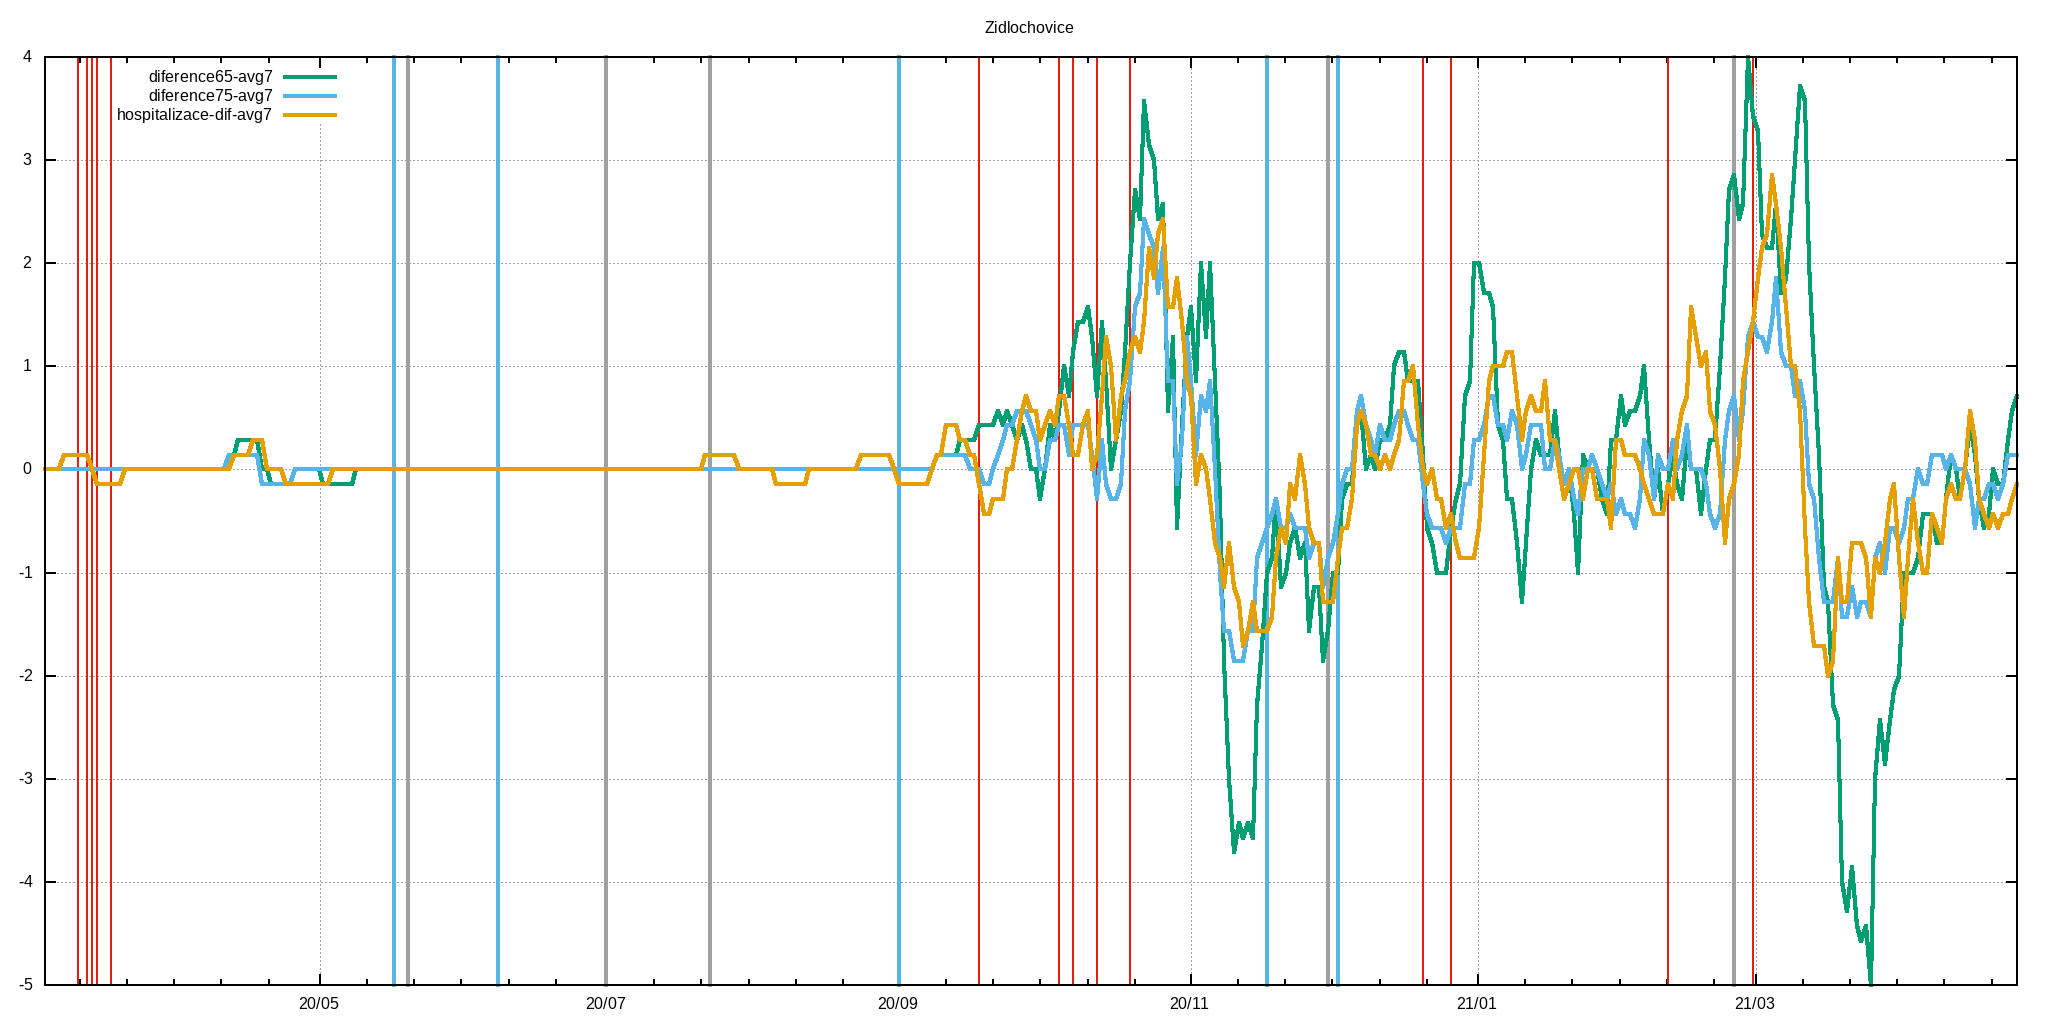 Zidlochovice
diference65-avg7
diference75-avg7
hospitalizace-dif-avg7
4
3
2
1
0
-1
-2
-3
-4
-5
20/05 20/07 20/09 20/11 21/01 21/03